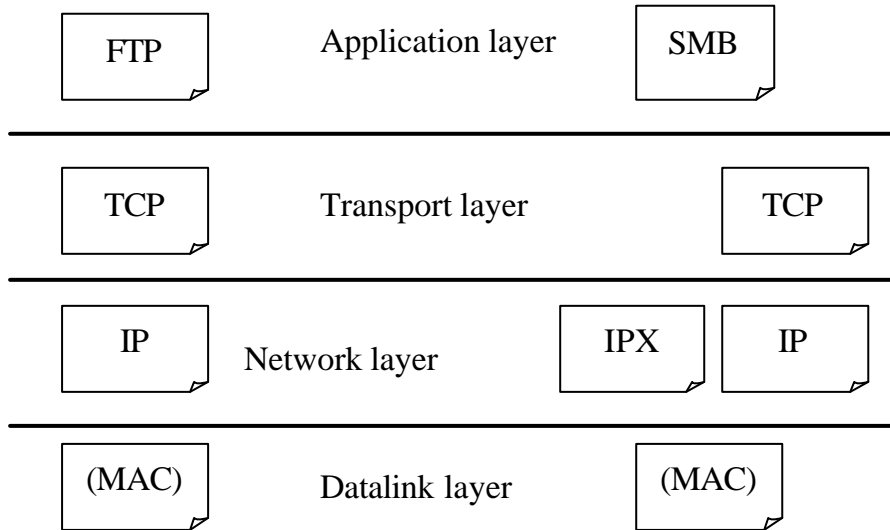 FTP
Application layer
SMB
TCP
Transport layer
TCP
IP
Network layer
IPX
IP
(MAC)
Datalink layer
(MAC)